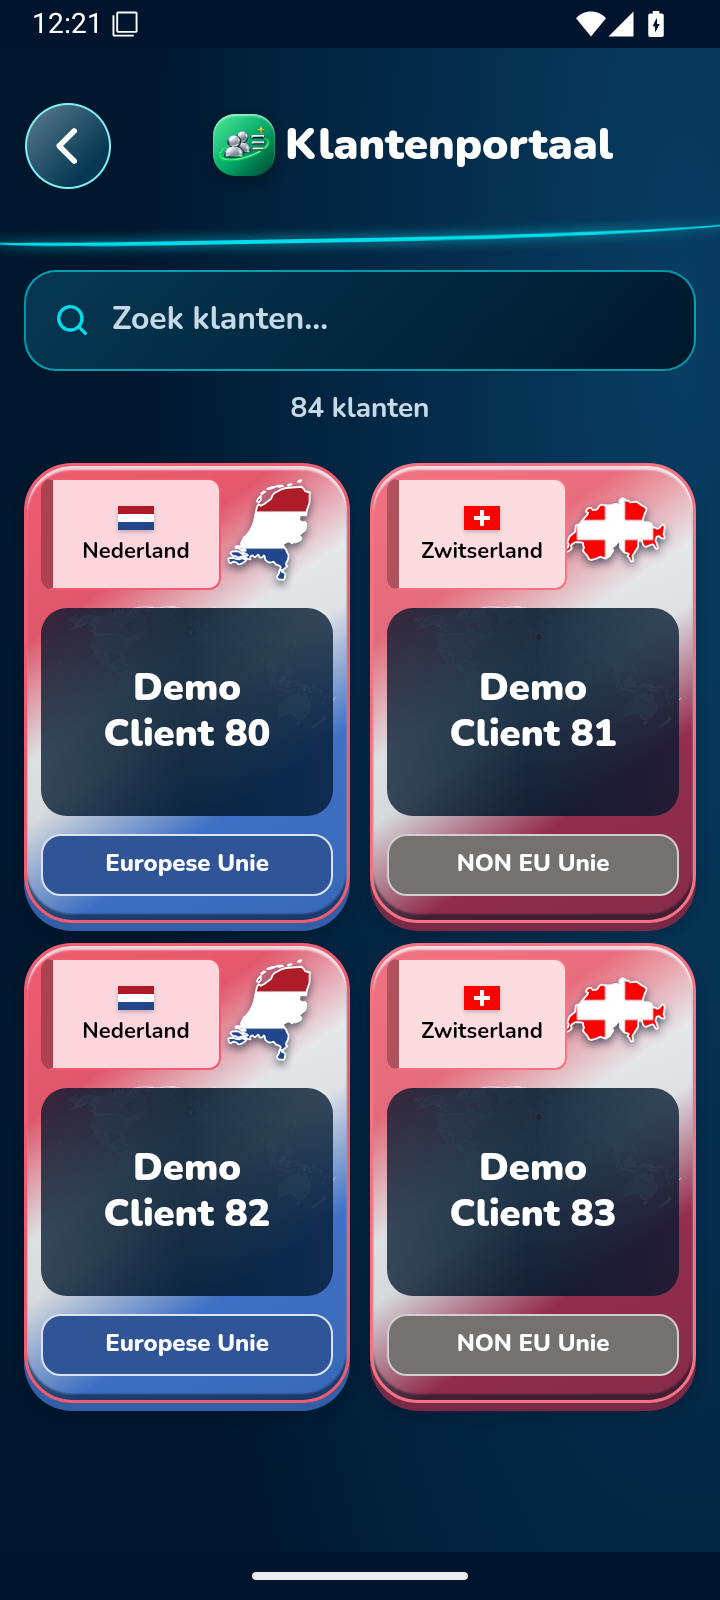 12:21
Klantenportaal
Zoek klanten...
84 klanten
Nederland
Demo
Client 80
Europese Unie
Zwitserland
Demo
Client 81
NON EU Unie
Nederland
Demo
Client 82
Europese Unie
Zwitserland
Demo
Client 83
NON EU Unie